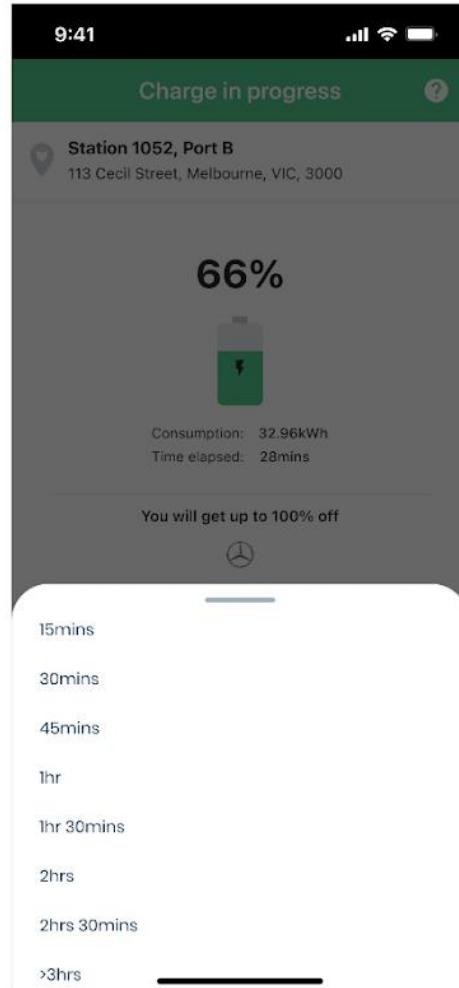 9:41
Charge in progress ?
Station 1052, Port B
113 Cecil Street, Melbourne, VIC, 3000
66%
Consumption: 32.96kWh
Time elapsed: 28mins
You will get up to 100% off
15mins
30mins
45mins
1hr
1hr 30mins
2hrs
2hrs 30mins
>3hrs